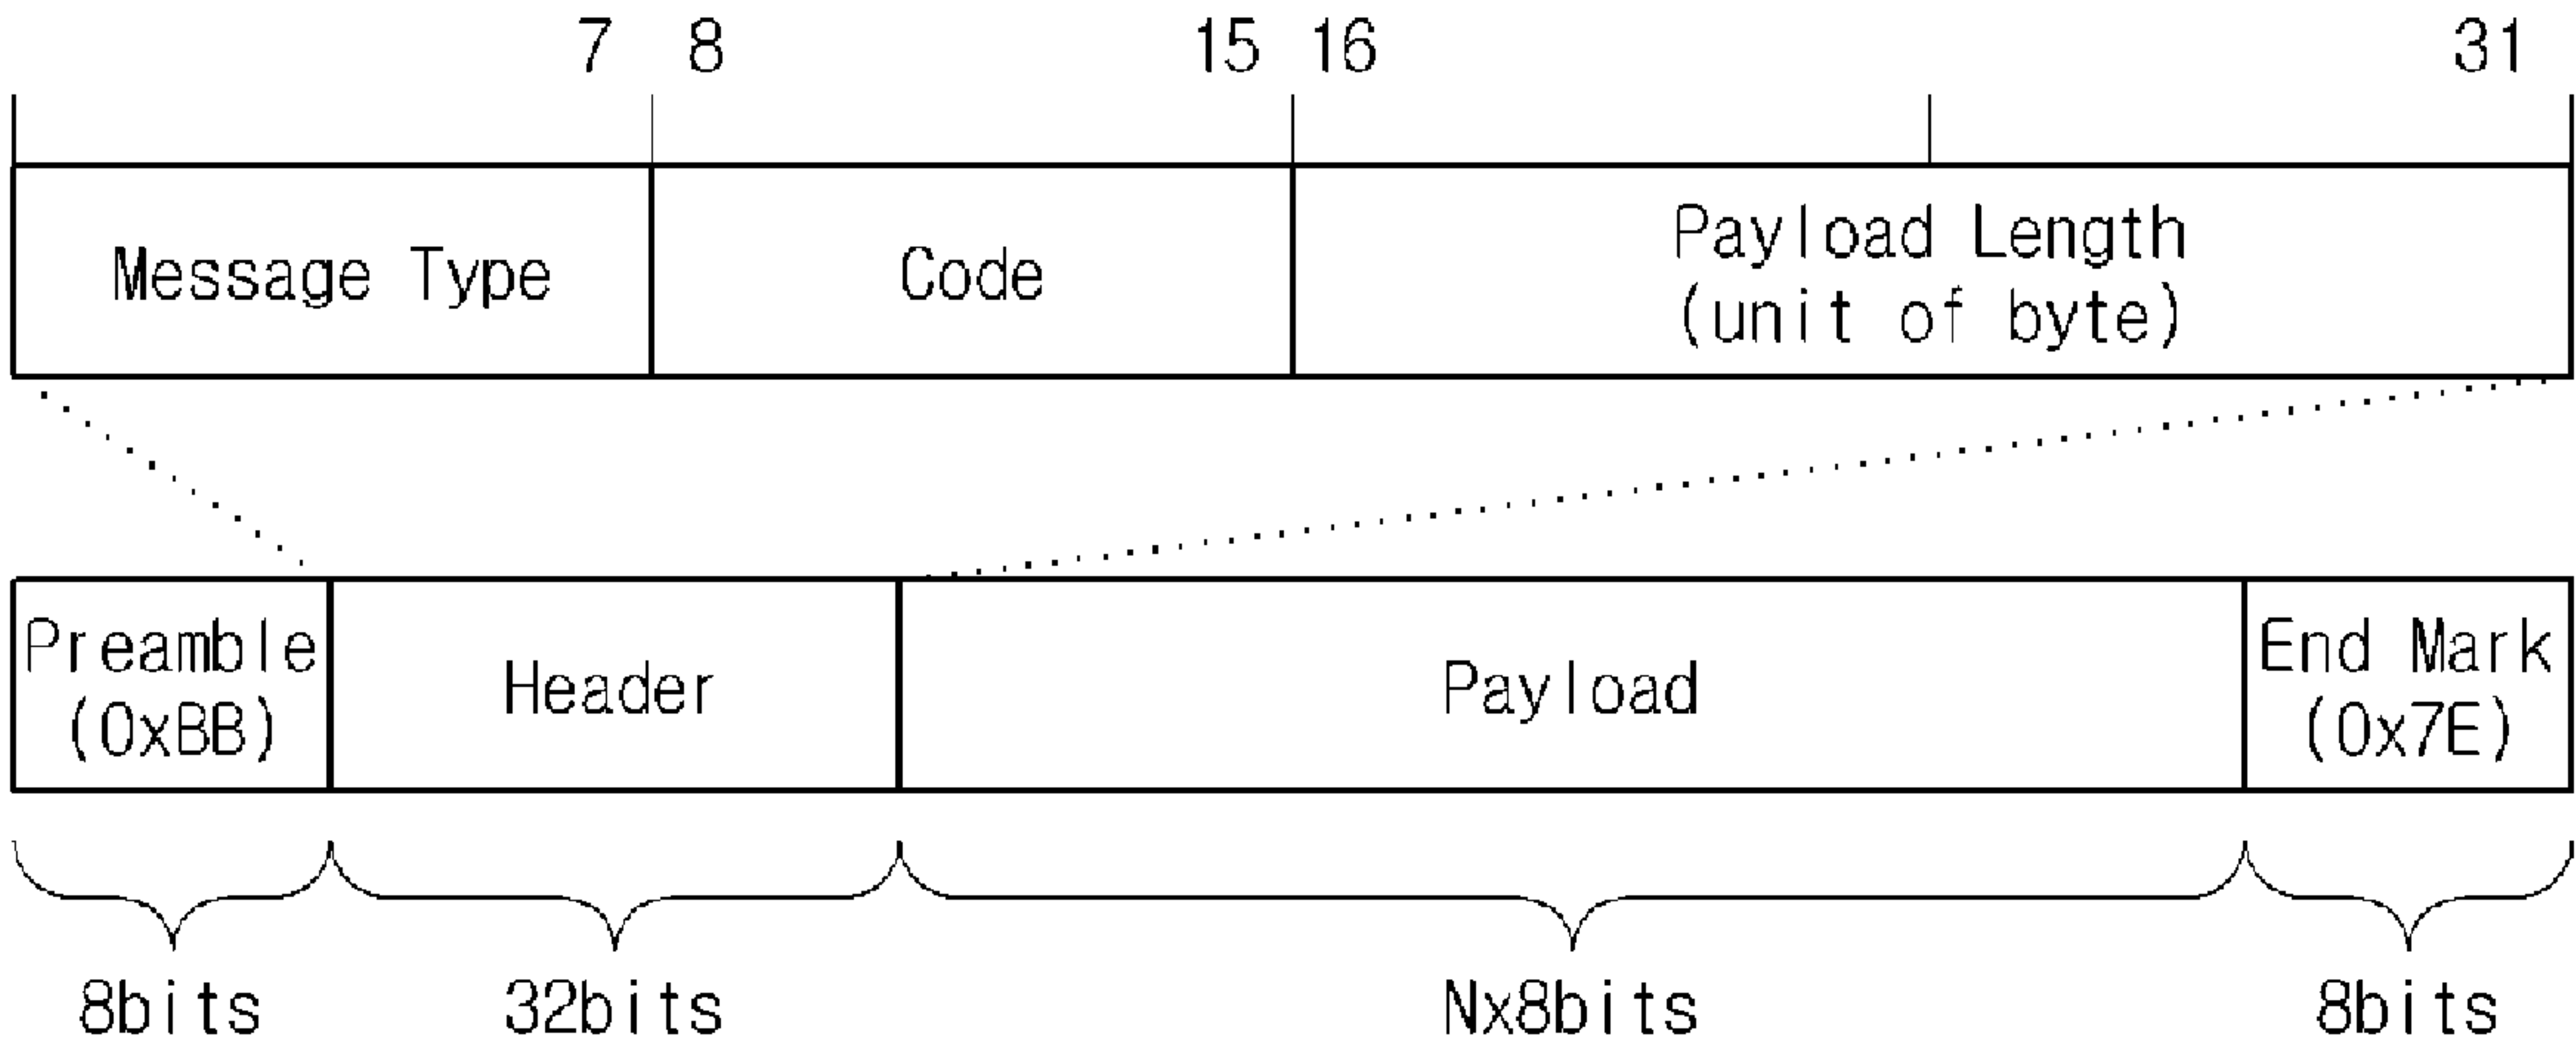 7 8 15 16 31
Message Type
Code
Payload Length
(unit of byte)
Preamble
(0xBB)
Header
Payload
End Mark
(0x7E)
8bits
32bits
Nx8bits
8bits